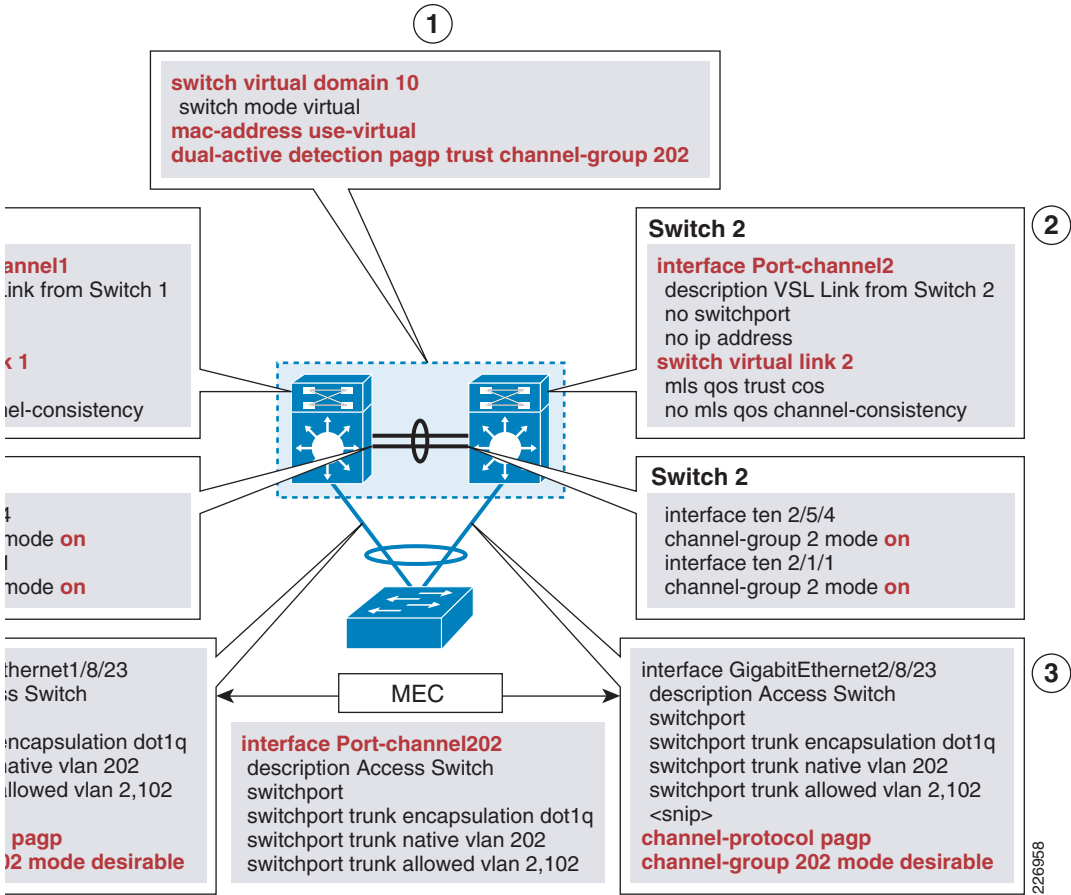 1
switch virtual domain 10
switch mode virtual
mac-address use-virtual
dual-active detection pagp trust channel-group 202
annel1
Link from Switch 1
k 1
nel-consistency
Switch 2
2
interface Port-channel2
description VSL Link from Switch 2
no switchport
no ip address
switch virtual link 2
mls qos trust cos
no mls qos channel-consistency
4
mode on
1
mode on
Switch 2
interface ten 2/5/4
channel-group 2 mode on
interface ten 2/1/1
channel-group 2 mode on
thernet1/8/23
ss Switch
encapsulation dot1q
native vlan 202
allowed vlan 2,102
pagp
02 mode desirable
MEC
interface Port-channel202
description Access Switch
switchport
switchport trunk encapsulation dot1q
switchport trunk native vlan 202
switchport trunk allowed vlan 2,102
3
interface GigabitEthernet2/8/23
description Access Switch
switchport
switchport trunk encapsulation dot1q
switchport trunk native vlan 202
switchport trunk allowed vlan 2,102
<snip>
channel-protocol pagp
channel-group 202 mode desirable
226958